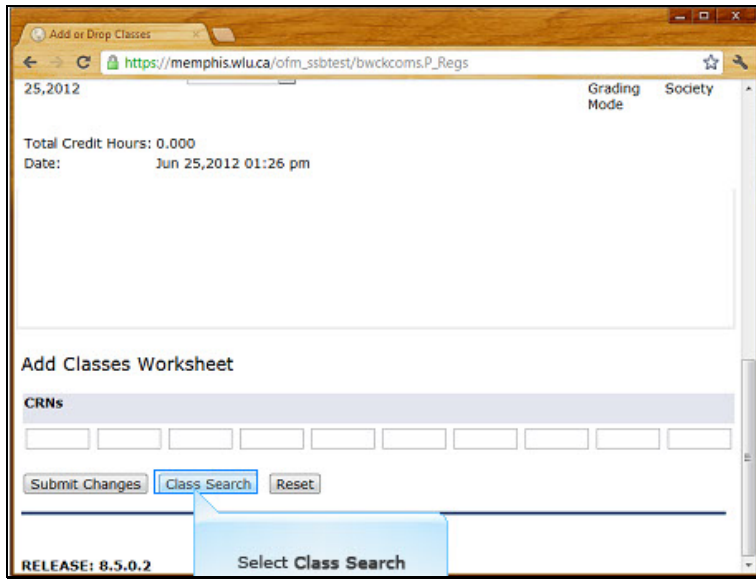 Add or Drop Classes
https://memphis.wlu.ca/ofm_ssbtest/bwckcoms.P_Regs
25,2012 Grading Society
Mode
Total Credit Hours: 0.000
Date: Jun 25,2012 01:26 pm
Add Classes Worksheet
CRNs
Submit Changes Class Search Reset
Select Class Search
RELEASE: 8.5.0.2